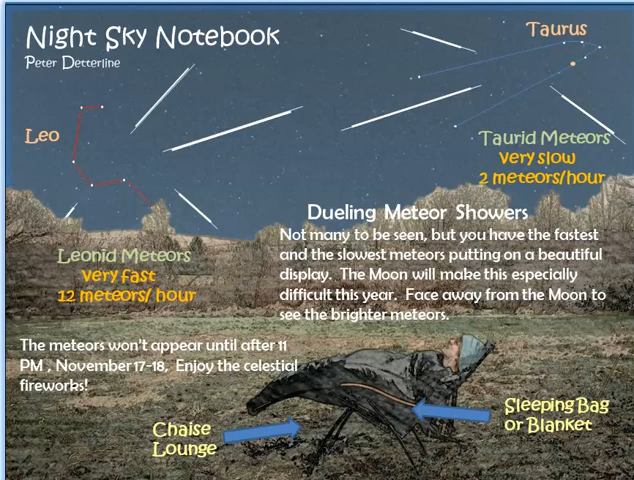 Night Sky Notebook
Peter Detterline
Taurus
Leo
Taurid Meteors
very slow
2 meters/hour
Dueling Meteor Showers
Not many to be seen, but you have the fastest
and the slowest meteors putting on a beautiful
display. The Moon will make this especially
difficult this year. Face away from the Moon to
see the brighter meteors.
Leonid Meteors
very fast
12 meteors/ hour
The meteors won't appear until after 11
PM , November 17-18, Enjoy the celestial
fireworks!
Sleeping Bag
or Blanket
Chaise
Lounge